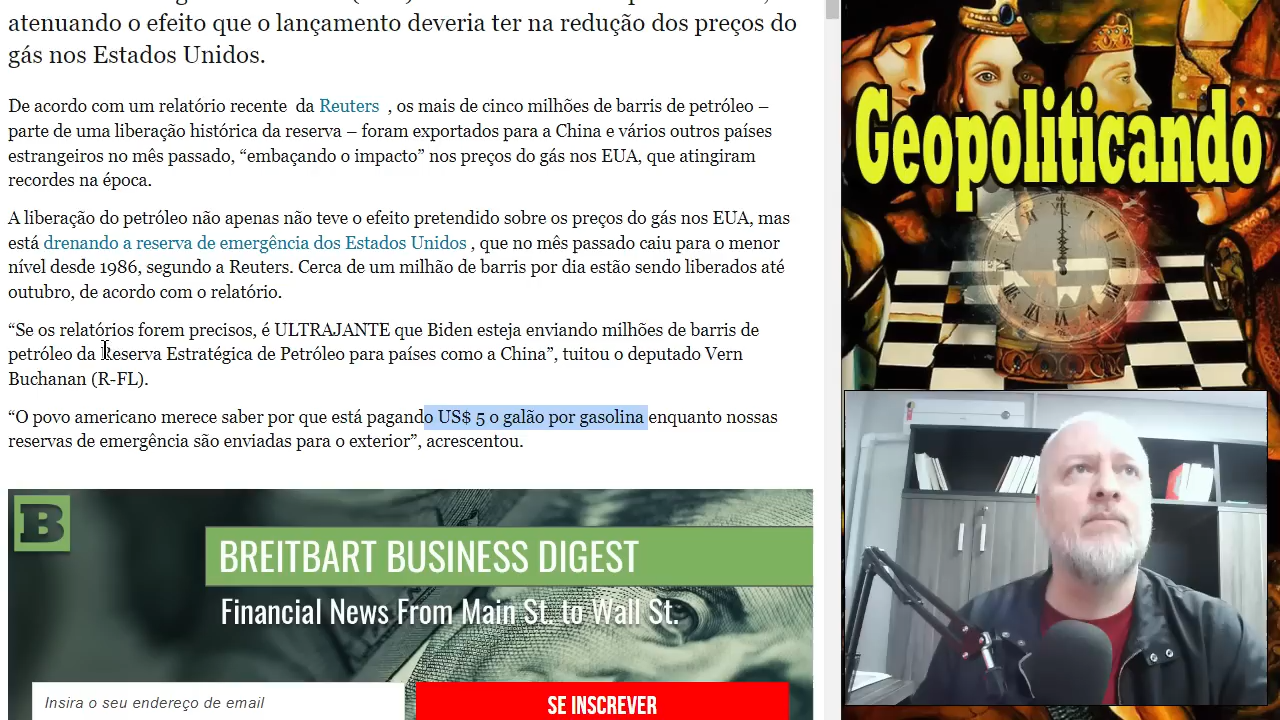 atenuando o efeito que o lançamento deveria ter na redução dos preços do
gás nos Estados Unidos.
De acordo com um relatório recente da Reuters , os mais de cinco milhões de barris de petróleo –
parte de uma liberação histórica da reserva – foram exportados para a China e vários outros países
estrangeiros no mês passado, “embaçando o impacto” nos preços do gás nos EUA, que atingiram
recordes na época.
A liberação do petróleo não apenas não teve o efeito pretendido sobre os preços do gás nos EUA, mas
está drenando a reserva de emergência dos Estados Unidos , que no mês passado caiu para o menor
nível desde 1986, segundo a Reuters. Cerca de um milhão de barris por dia estão sendo liberados até
outubro, de acordo com o relatório.
“Se os relatórios forem precisos, é ULTRAJANTE que Biden esteja enviando milhões de barris de
petróleo da Reserva Estratégica de Petróleo para países como a China”, tuitou o deputado Vern
Buchanan (R-FL).
“O povo americano merece saber por que está pagando US$ 5 o galão por gasolina enquanto nossas
reservas de emergência são enviadas para o exterior”, acrescentou.
B
BREITBART BUSINESS DIGEST
Financial News From Main St. to Wall St.
Insira o seu endereço de email
SE INSCREVER
Geopoliticando